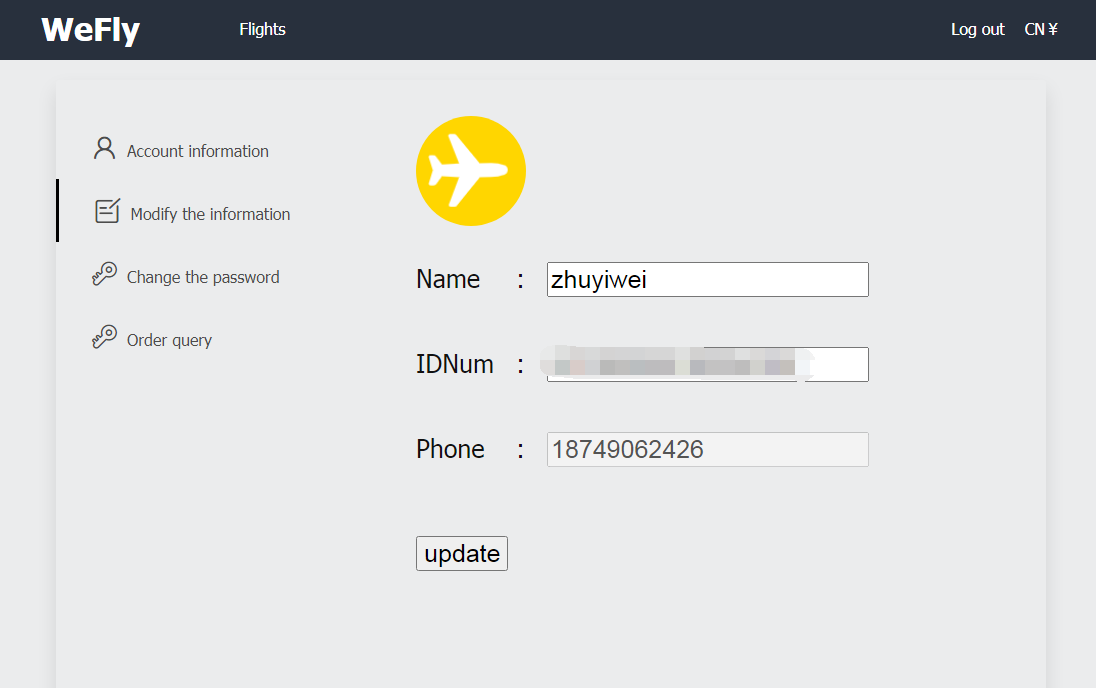 WeFly Flights Log out CN ¥
Account information
Modify the information
Change the password
Order query
Name : zhuyiwei
IDNum :
Phone : 18749062426
update